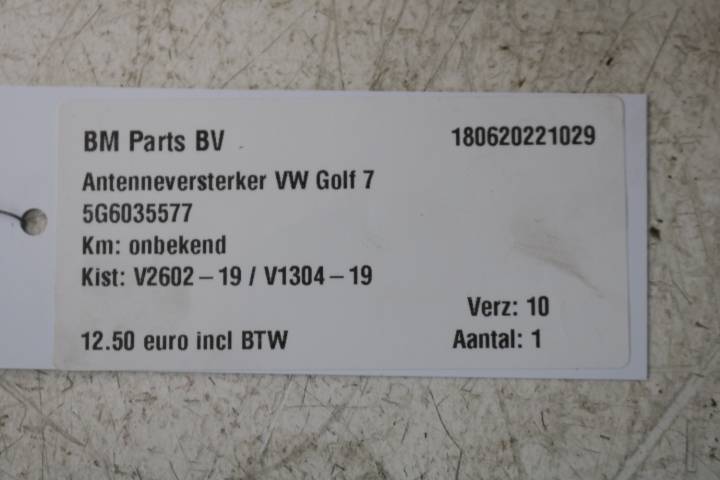 BM Parts BV 180620221029
Antenneversterker VW Golf 7
5G6035577
Km: onbekend
Kist: V2602-19 / V1304-19
Verz: 10
12.50 euro incl BTW Aantal: 1